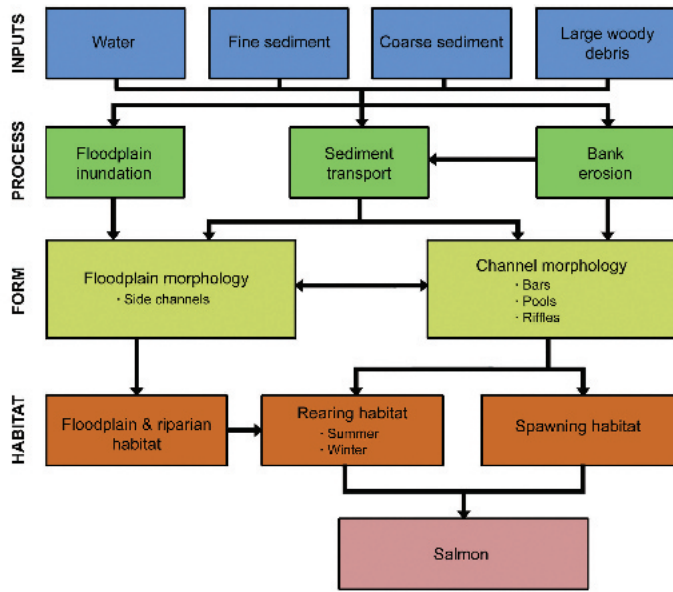 INPUTS
Water
Fine sediment
Coarse sediment
Large woody
debris
PROCESS
Floodplain
inundation
Sediment
transport
Bank
erosion
FORM
Floodplain morphology
· Side channels
Channel morphology
· Bars
· Pools
· Riffles
HABITAT
Floodplain & riparian
habitat
Rearing habitat
· Summer
· Winter
Spawning habitat
Salmon